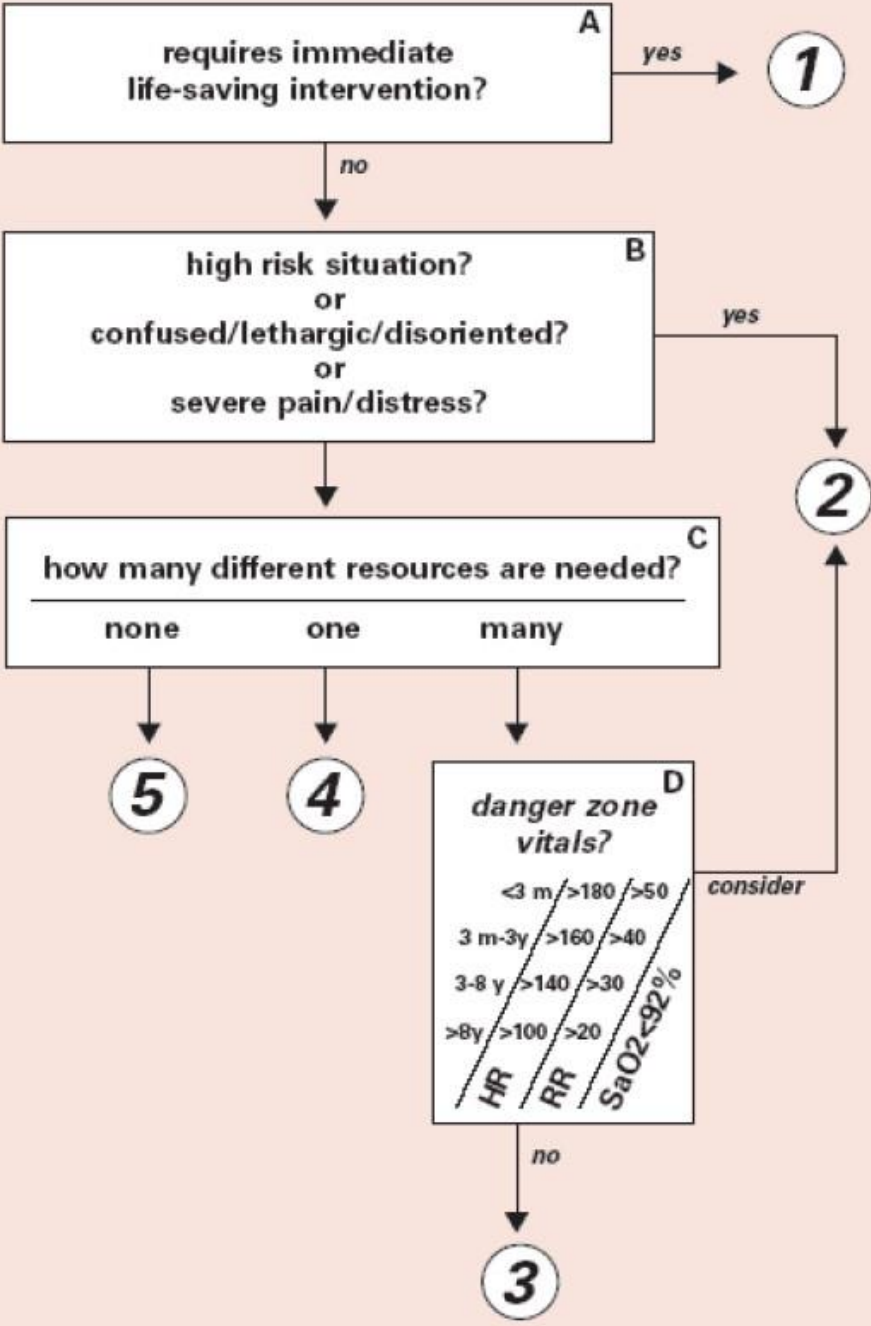 A
requires immediate
life-saving intervention?
yes
1
no
B
high risk situation?
or
confused/lethargic/disoriented?
or
severe pain/distress?
yes
2
C
how many different resources are needed?
none one many
5
4
D
danger zone
vitals?
<3 m >180 >50
3 m-3y >160 >40
3-8 y >140 >30
>8y >100 >20
HR RR SaO2<92%
consider
no
3